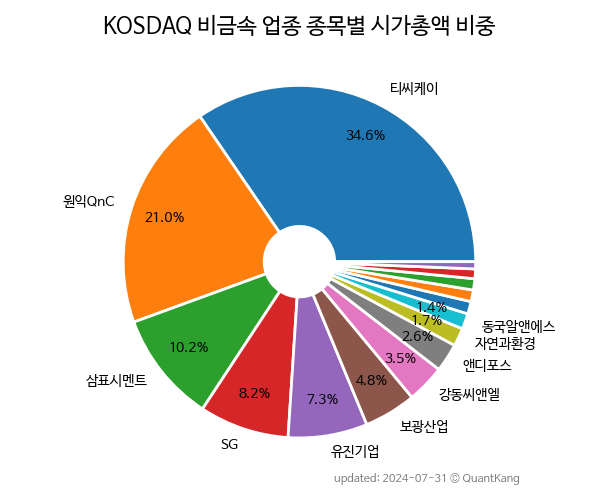 KOSDAQ 비금속 업종 종목별 시가총액 비중
티씨케이
34.6%
원익QnC
21.0%
삼표시멘트
10.2%
SG
8.2%
유진기업
7.3%
보광산업
4.8%
강동씨앤엘
3.5%
앤디포스
2.6%
자연과환경
1.7%
동국알앤에스
1.4%
updated: 2024-07-31 © QuantKang